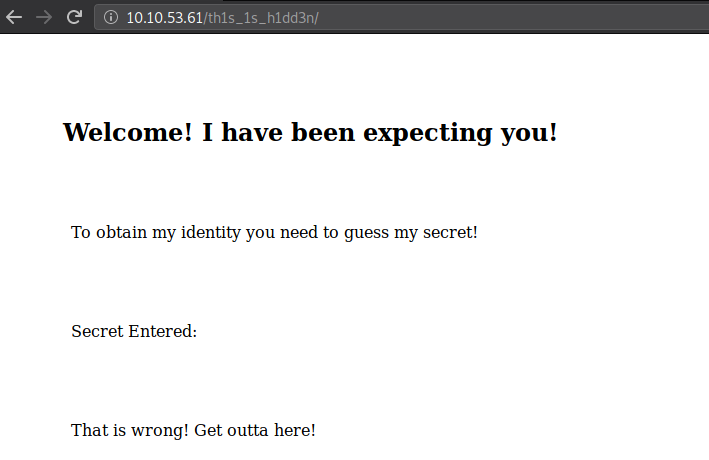 10.10.53.61/th1s_1s_h1dd3n/
Welcome! I have been expecting you!
To obtain my identity you need to guess my secret!
Secret Entered:
That is wrong! Get outta here!